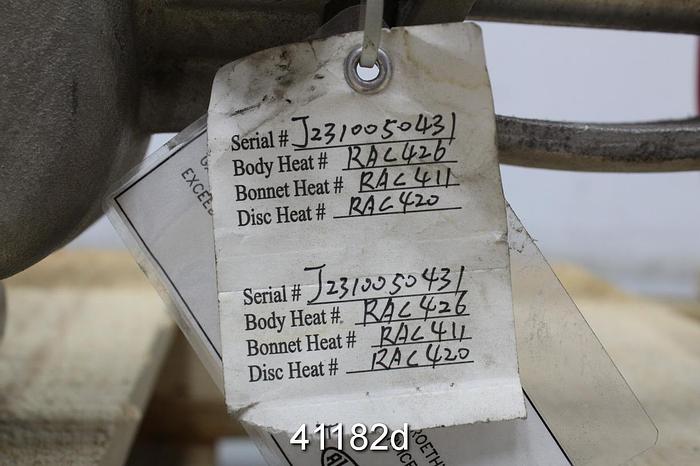 Serial # J2310050431
Body Heat # RAC426
Bonnet Heat # RAC411
Disc Heat # RAC420
Serial # J2310050431
Body Heat # RAC426
Bonnet Heat # RAC411
Disc Heat # RAC420
41182d